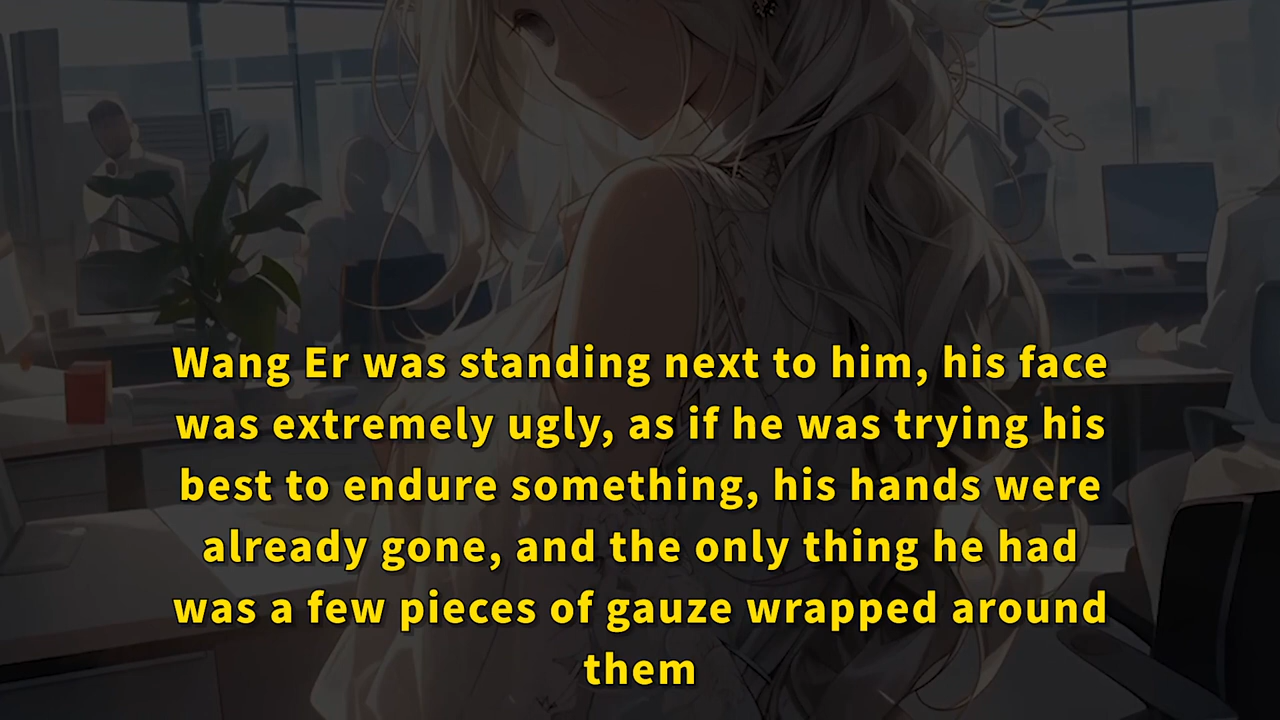 Wang Er was standing next to him, his face
was extremely ugly, as if he was trying his
best to endure something, his hands were
already gone, and the only thing he had
was a few pieces of gauze wrapped around
them